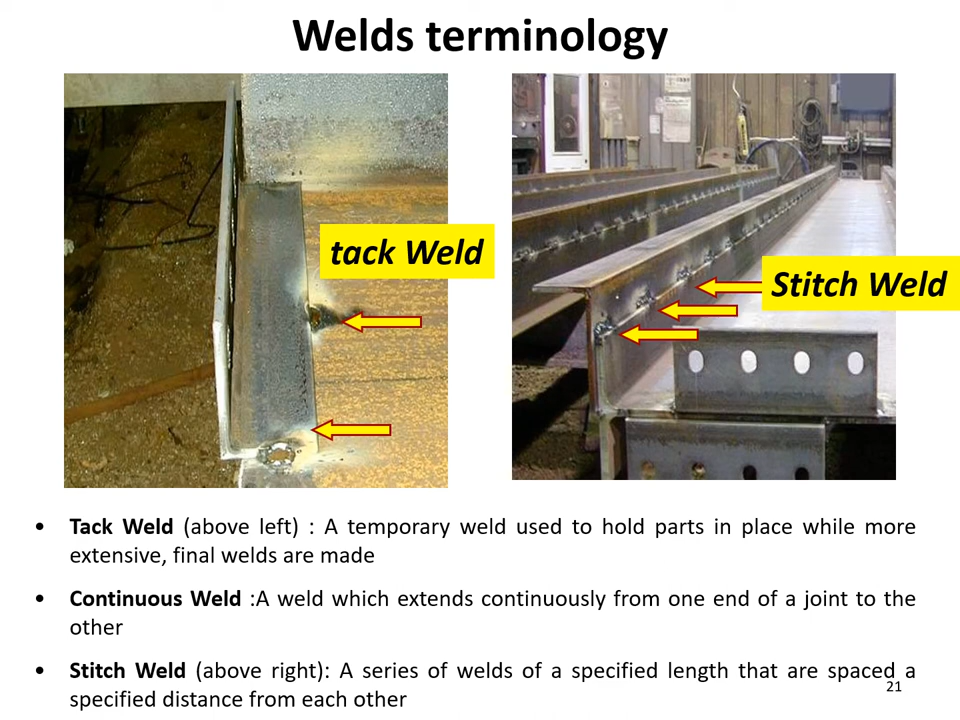 Welds terminology
tack Weld
Stitch Weld
• Tack Weld (above left) : A temporary weld used to hold parts in place while more
extensive, final welds are made
• Continuous Weld :A weld which extends continuously from one end of a joint to the
other
• Stitch Weld (above right): A series of welds of a specified length that are spaced a
specified distance from each other
21